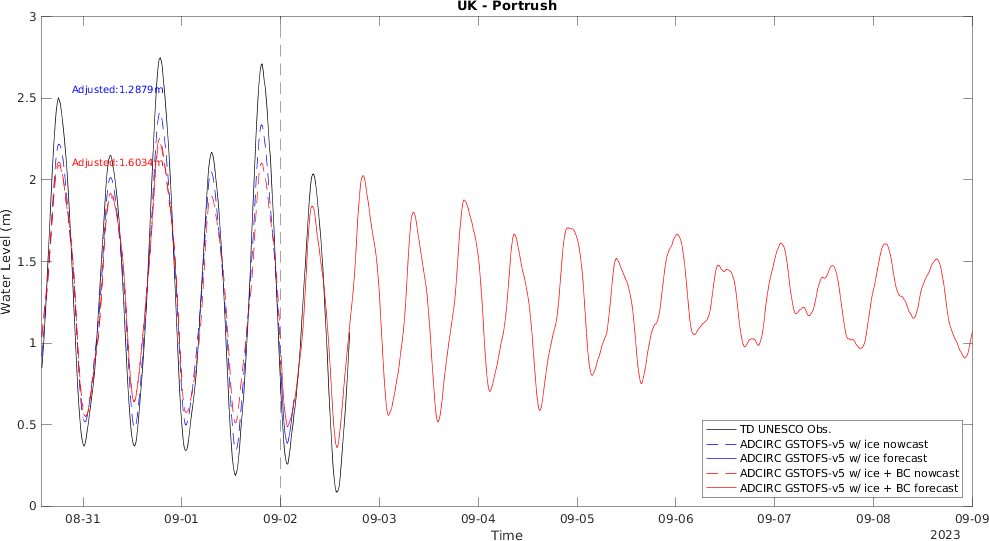 UK - Portrush
3
2.5
2
1.5
1
0.5
0
Water Level (m)
Adjusted:1.2879m
Adjusted:1.6034m
TD UNESCO Obs.
ADCIRC GSTOFS-v5 w/ ice nowcast
ADCIRC GSTOFS-v5 w/ ice forecast
ADCIRC GSTOFS-v5 w/ ice + BC nowcast
ADCIRC GSTOFS-v5 w/ ice + BC forecast
08-31 09-01 09-02 09-03 09-04 09-05 09-06 09-07 09-08 09-09
Time
2023